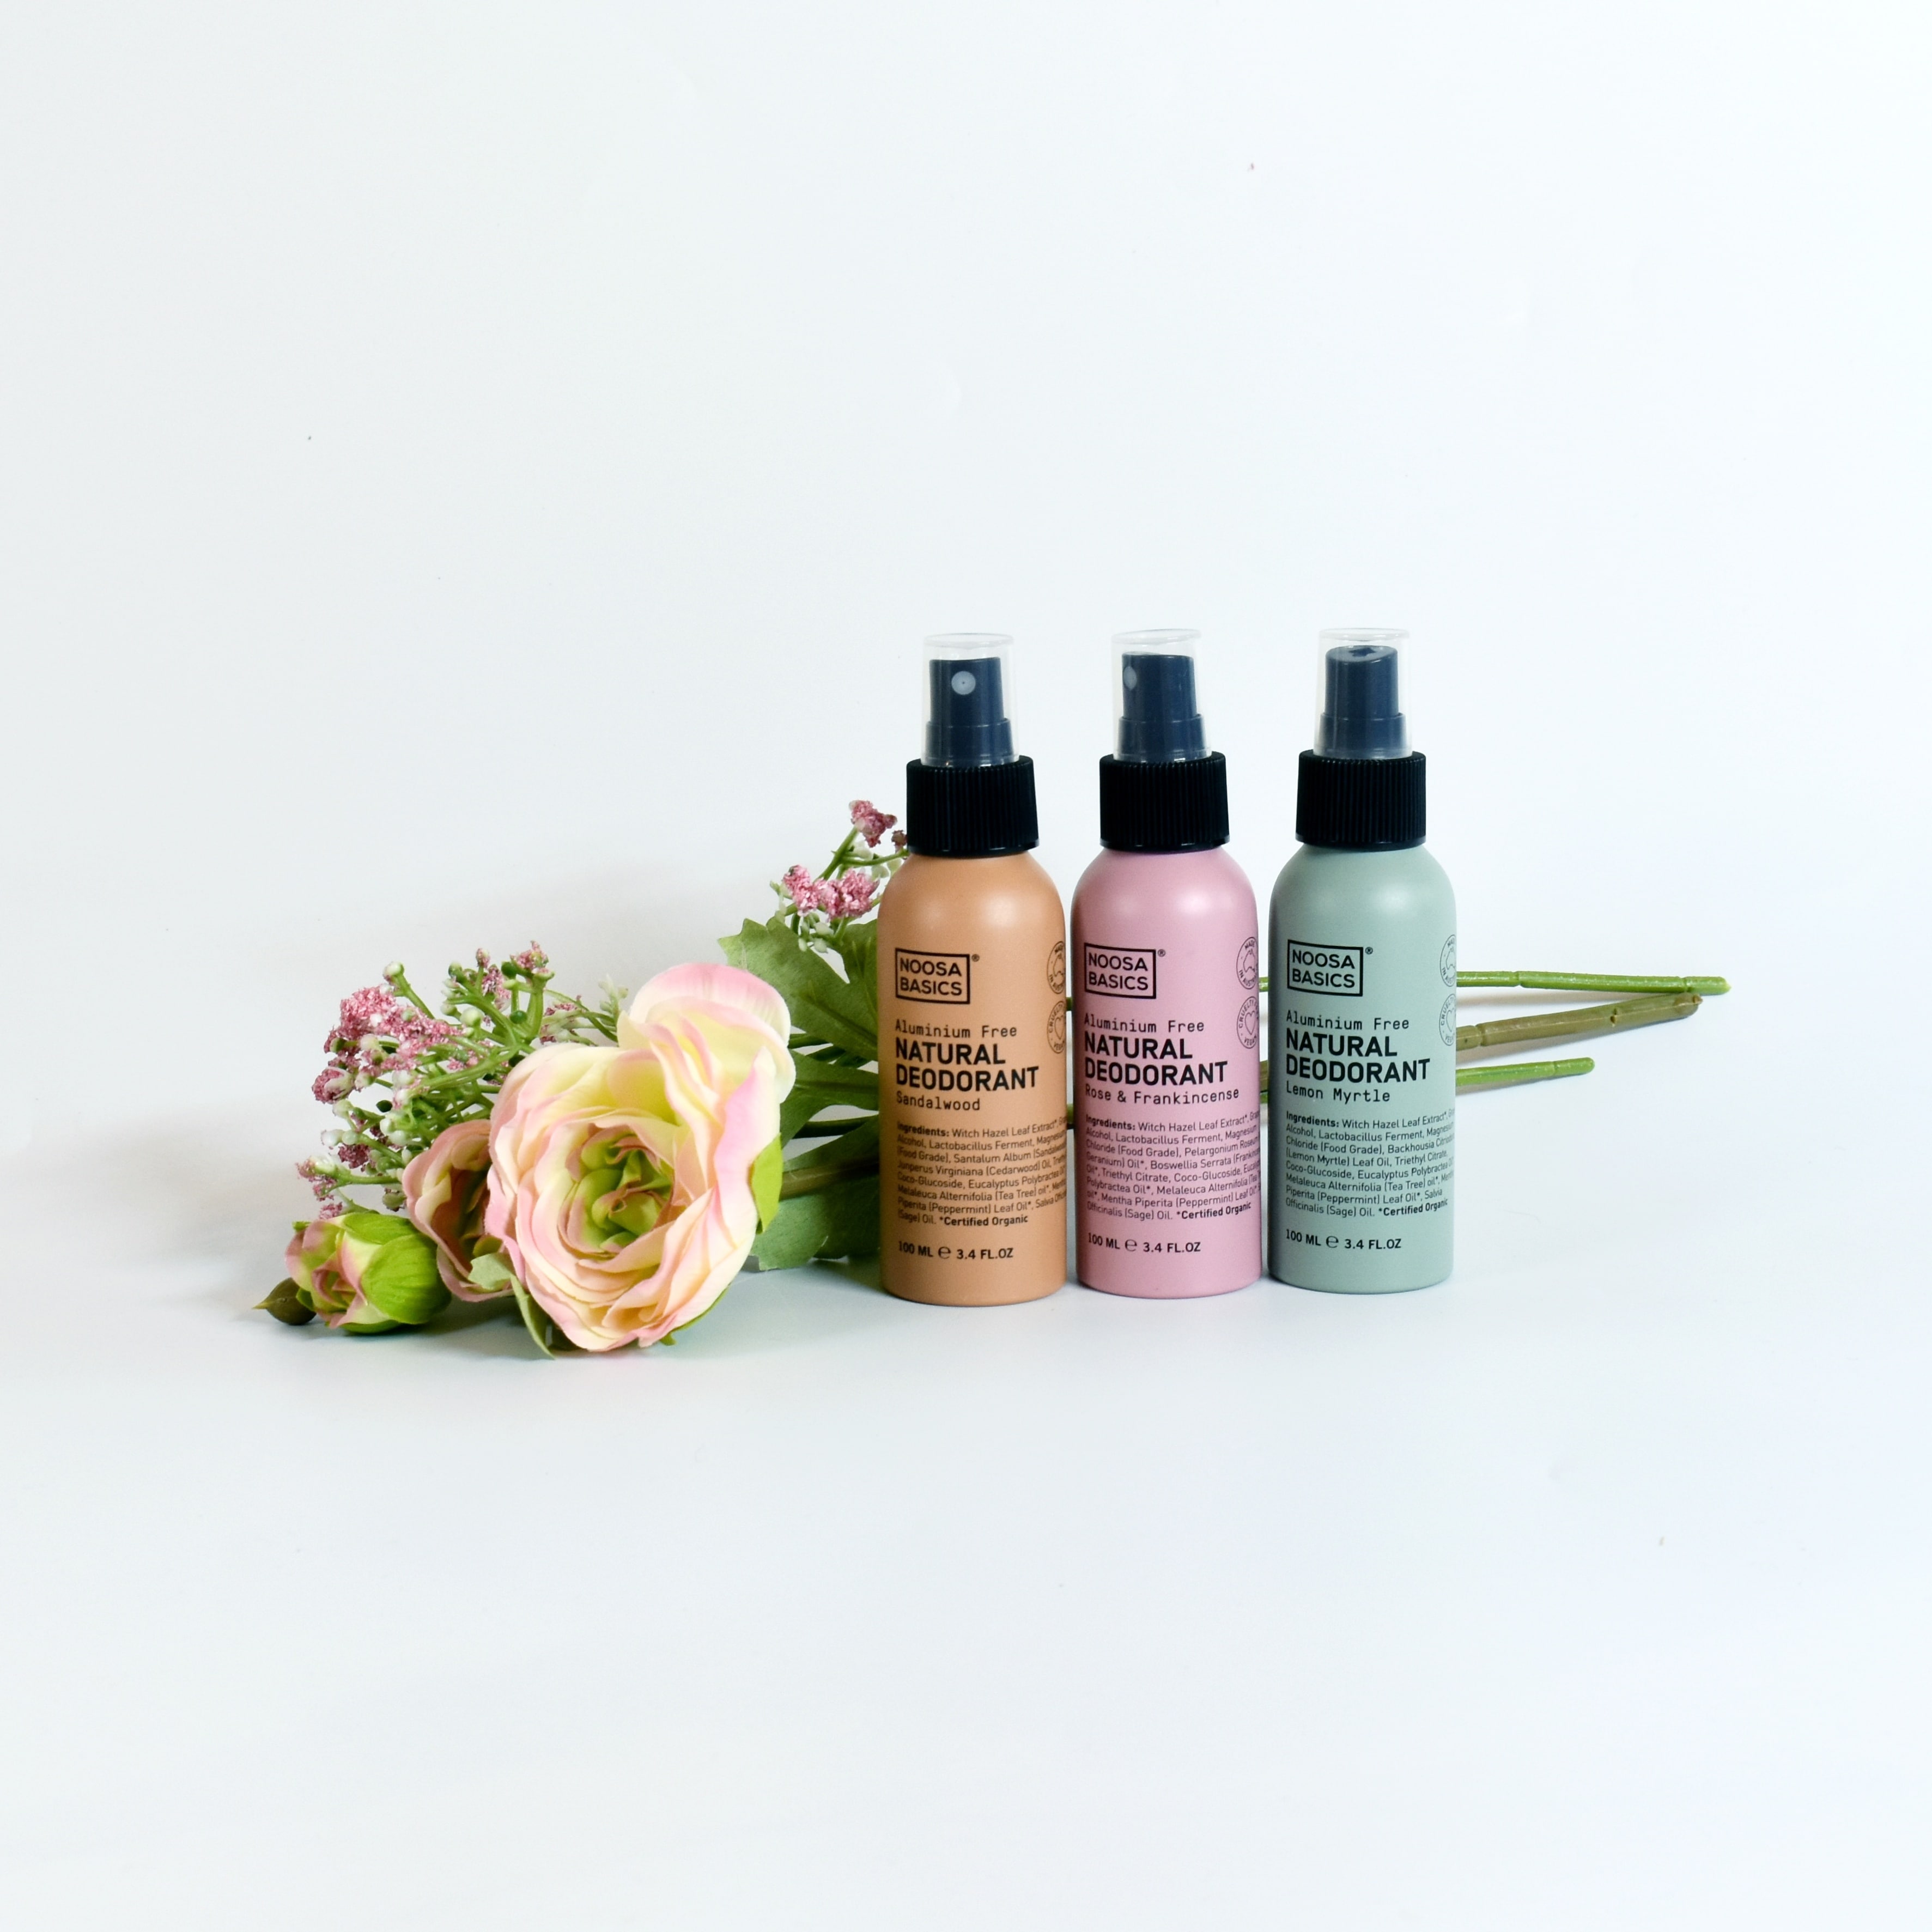 NOOSA
BASICS
®
Aluminium Free
NATURAL
DEODORANT
Sandalwood
Ingredients: Witch Hazel Leaf Extract*,
Alcohol, Lactobacillus Ferment, Magnesium
(Food Grade), Santalum Album
Juniperus Virginiana (Cedarwood) Oil,
Coco-Glucoside, Eucalyptus Polybractea
Melaleuca Alternifolia (Tea Tree) oil*,
Piperita (Peppermint) Leaf Oil*, Salvia
(Sage) Oil. *Certified Organic
100 ML ℮ 3.4 FL.OZ
NOOSA
BASICS
®
Aluminium Free
NATURAL
DEODORANT
Rose & Frankincense
Ingredients: Witch Hazel Leaf Extract*,
Alcohol, Lactobacillus Ferment, Magnesium
Chloride (Food Grade), Pelargonium
Geranium) Oil*, Boswellia Serrata
Oil*, Triethyl Citrate, Coco-Glucoside,
Polybractea Oil*, Melaleuca Alternifolia
oil*, Mentha Piperita (Peppermint) Leaf Oil*,
Officinalis (Sage) Oil. *Certified Organic
100 ML ℮ 3.4 FL.OZ
NOOSA
BASICS
®
Aluminium Free
NATURAL
DEODORANT
Lemon Myrtle
Ingredients: Witch Hazel Leaf Extract*,
Alcohol, Lactobacillus Ferment, Magnesium
Chloride (Food Grade), Backhousia
(Lemon Myrtle) Leaf Oil, Triethyl Citrate,
Coco-Glucoside, Eucalyptus Polybractea
Melaleuca Alternifolia (Tea Tree) oil*,
Piperita (Peppermint) Leaf Oil*, Salvia
Officinalis (Sage) Oil. *Certified Organic
100 ML ℮ 3.4 FL.OZ